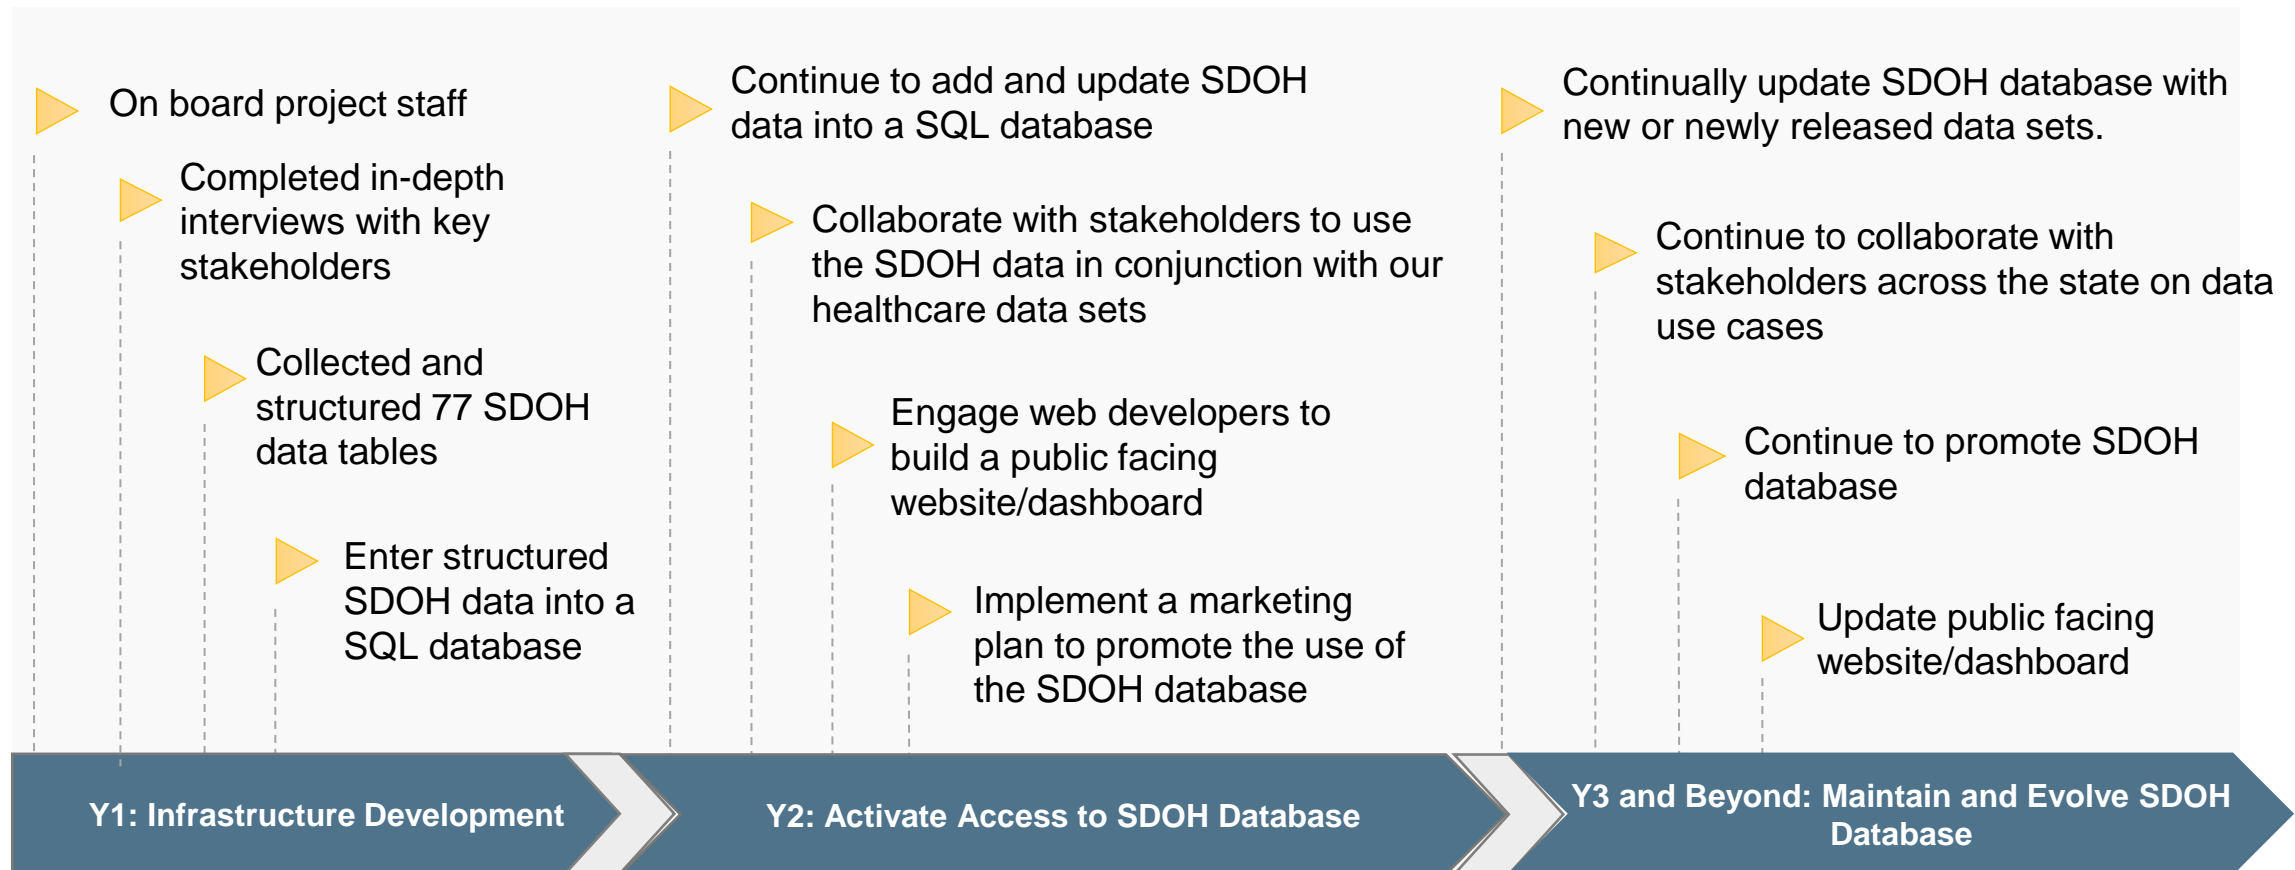 On board project staff
Completed in-depth
interviews with key
stakeholders
Collected and
structured 77 SDOH
data tables
Enter structured
SDOH data into a
SQL database
Continue to add and update SDOH
data into a SQL database
Collaborate with stakeholders to use
the SDOH data in conjunction with our
healthcare data sets
Engage web developers to
build a public facing
website/dashboard
Implement a marketing
plan to promote the use of
the SDOH database
Continually update SDOH database with
new or newly released data sets.
Continue to collaborate with
stakeholders across the state on data
use cases
Continue to promote SDOH
database
Update public facing
website/dashboard
Y1: Infrastructure Development
Y2: Activate Access to SDOH Database
Y3 and Beyond: Maintain and Evolve SDOH
Database